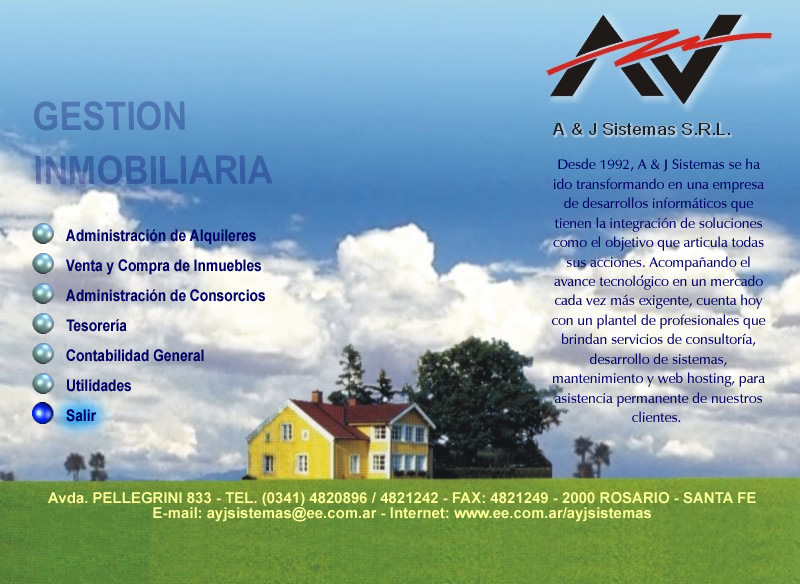 GESTION
INMOBILIARIA
Administración de Alquileres
Venta y Compra de Inmuebles
Administración de Consorcios
Tesorería
Contabilidad General
Utilidades
Salir
A & J Sistemas S.R.L.
Desde 1992, A & J Sistemas se ha
ido transformando en una empresa
de desarrollos informáticos que
tienen la integración de soluciones
como el objetivo que articula todas
sus acciones. Acompañando el
avance tecnológico en un mercado
cada vez más exigente, cuenta hoy
con un plantel de profesionales que
brindan servicios de consultoría,
desarrollo de sistemas,
mantenimiento y web hosting, para
asistencia permanente de nuestros
clientes.
Avda. PELLEGRINI 833 - TEL. (0341) 4820896 / 4821242 - FAX: 4821249 - 2000 ROSARIO - SANTA FE
E-mail: ayjsistemas@ee.com.ar - Internet: www.ee.com.ar/ayjsistemas